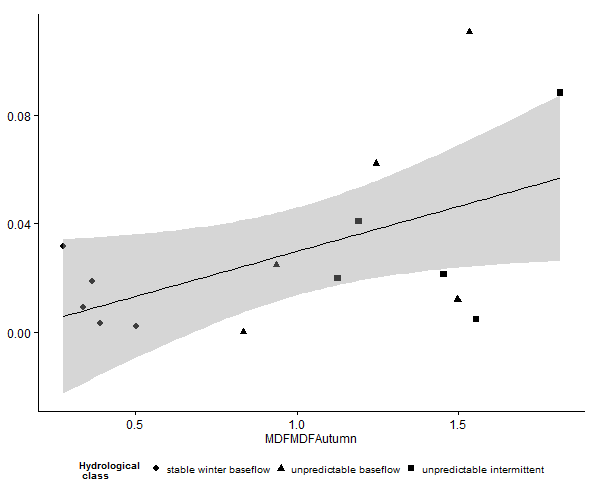 0.08
0.04
0.00
0.5 1.0 1.5
MDFMDFAutumn
Hydrological
class
stable winter baseflow unpredictable baseflow unpredictable intermittent